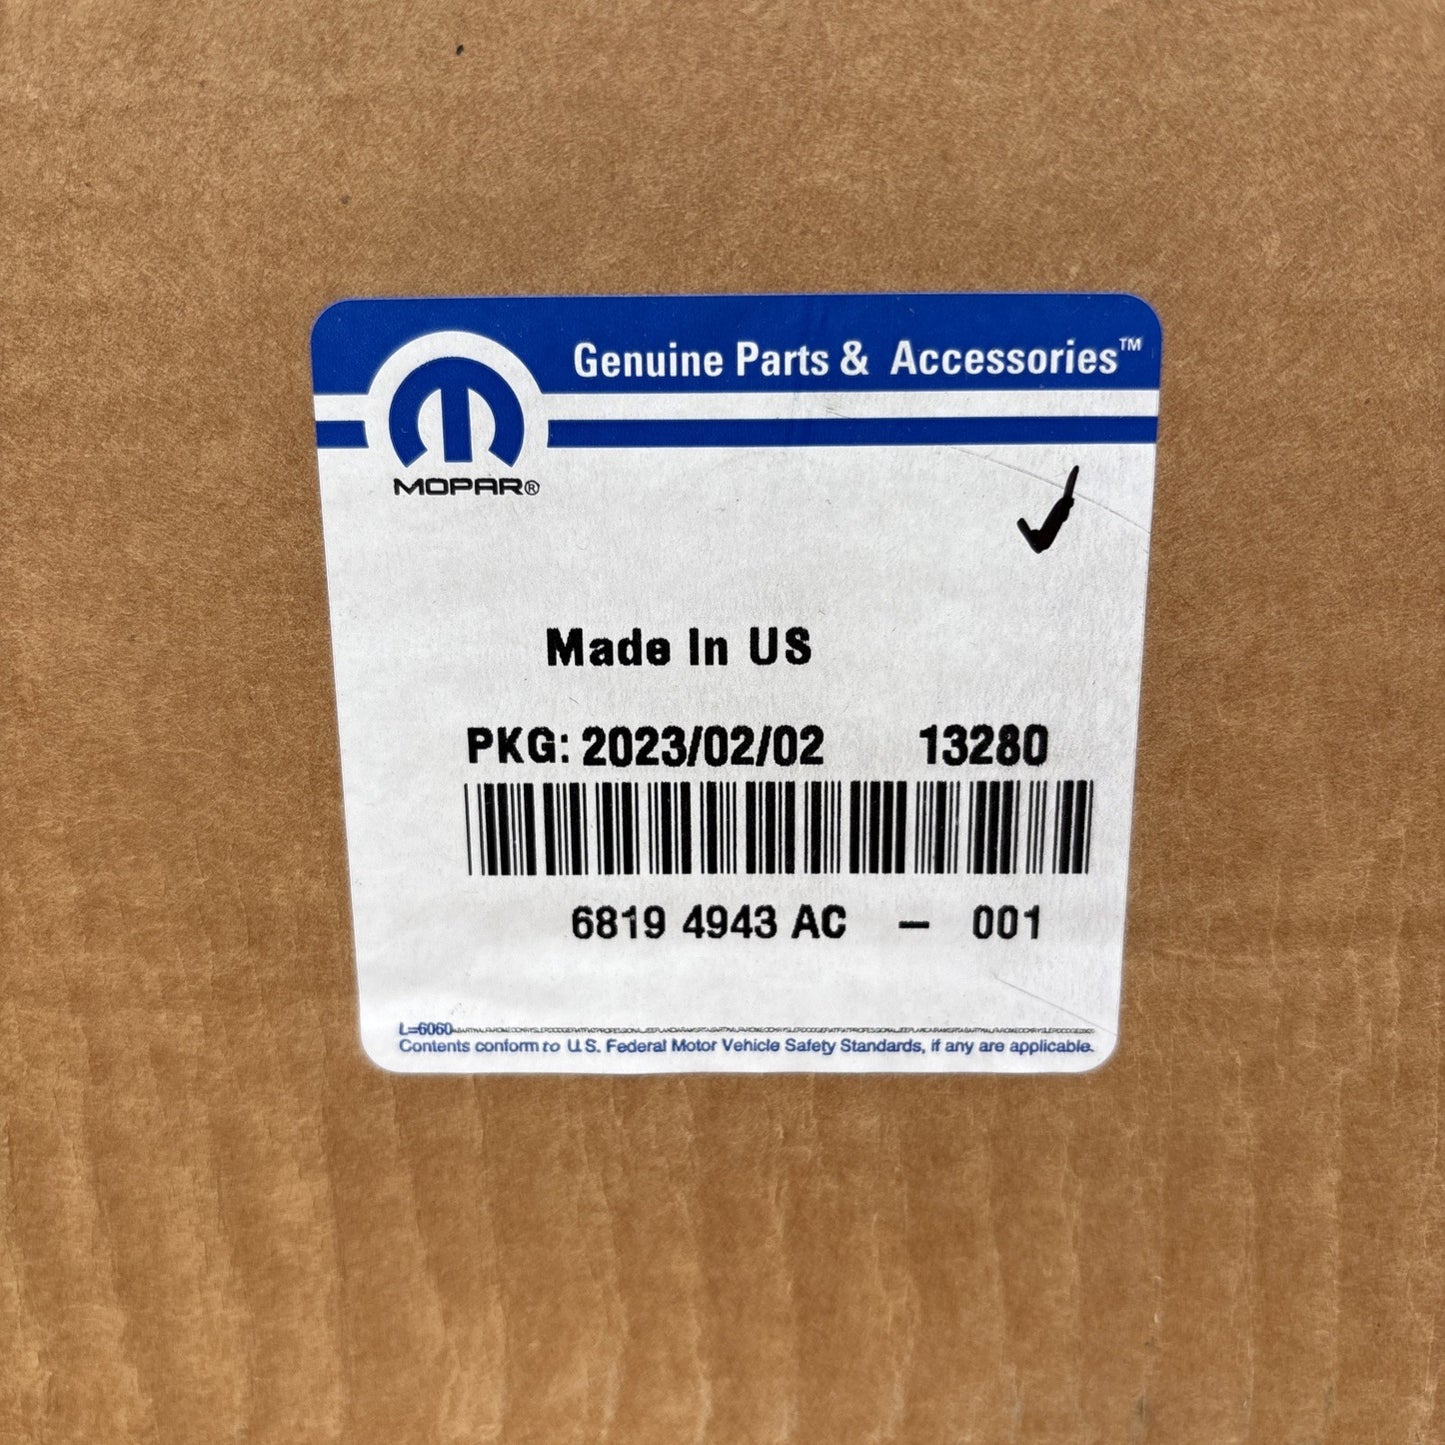 Genuine Parts & Accessories™
MOPAR®
Made In US
PKG: 2023/02/02 13280
6819 4943 AC – 001
L=6060
Contents conform to U.S. Federal Motor Vehicle Safety Standards, if any are applicable.